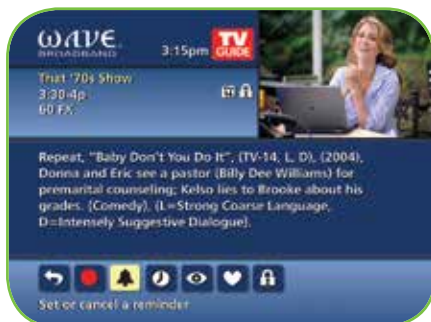 WAVE
BROADBAND
3:15pm
TV
GUIDE
That '70s Show
3:30-4p
60 FX
Repeat, "Baby Don't You Do It", (TV-14, L, D), (2004),
Donna and Eric see a pastor (Billy Dee Williams) for
premarital counseling; Kelso lies to Brooke about his
grades. (Comedy), (L=Strong Coarse Language,
D=Intensely Suggestive Dialogue).
Set or cancel a reminder